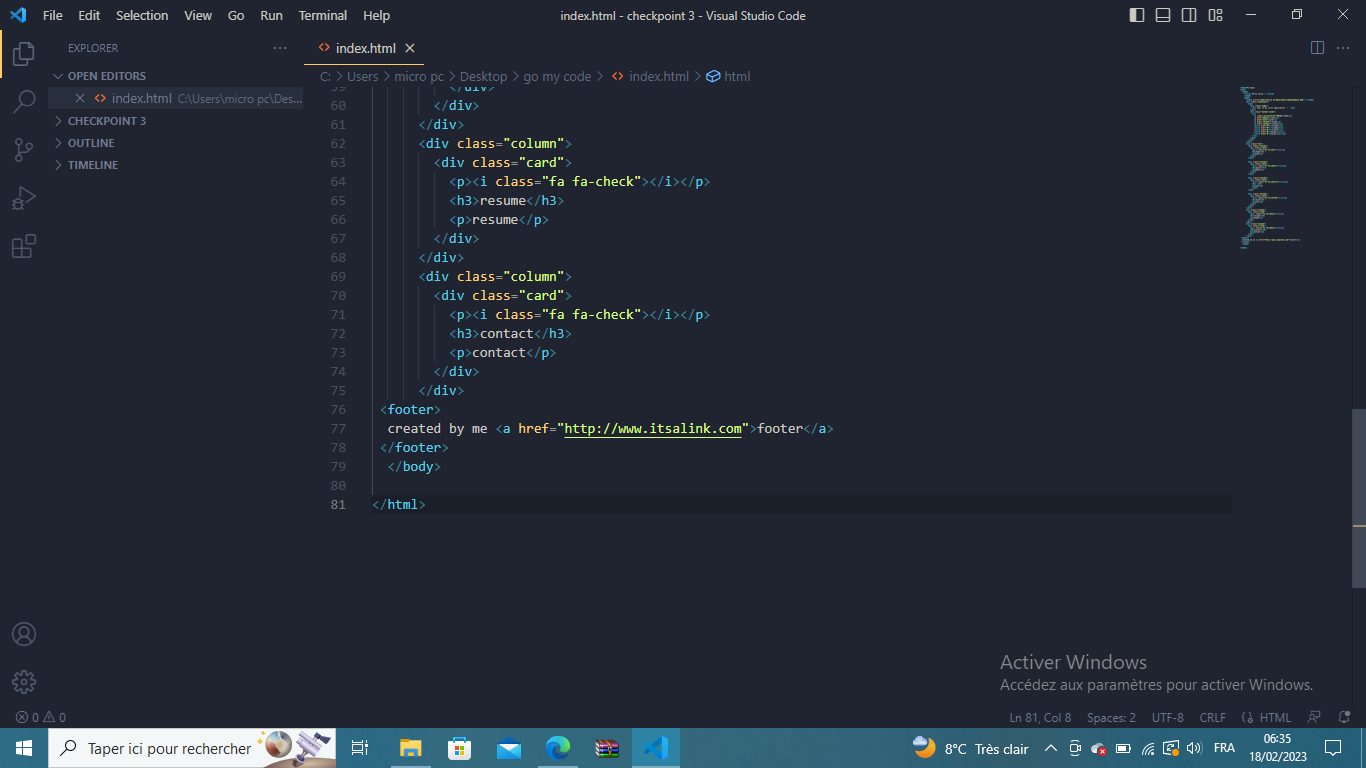 File Edit Selection View Go Run Terminal Help index.html - checkpoint 3 - Visual Studio Code
EXPLORER ...
index.html
OPEN EDITORS
index.html C:\Users\micro pc\Des...
CHECKPOINT 3
OUTLINE
TIMELINE
C: > Users > micro pc > Desktop > go my code > index.html > html
59 </div>
60 </div>
61 </div>
62 <div class="column">
63 <div class="card">
64 <p><i class="fa fa-check"></i></p>
65 <h3>resume</h3>
66 <p>resume</p>
67 </div>
68 </div>
69 <div class="column">
70 <div class="card">
71 <p><i class="fa fa-check"></i></p>
72 <h3>contact</h3>
73 <p>contact</p>
74 </div>
75 </div>
76 <footer>
77 created by me <a href="http://www.itsalink.com">footer</a>
78 </footer>
79 </body>
80
81 </html>
Activer Windows
Accédez aux paramètres pour activer Windows.
0 0 Ln 81, Col 8 Spaces: 2 UTF-8 CRLF HTML
Taper ici pour rechercher
8°C Très clair
FRA
06:35
18/02/2023